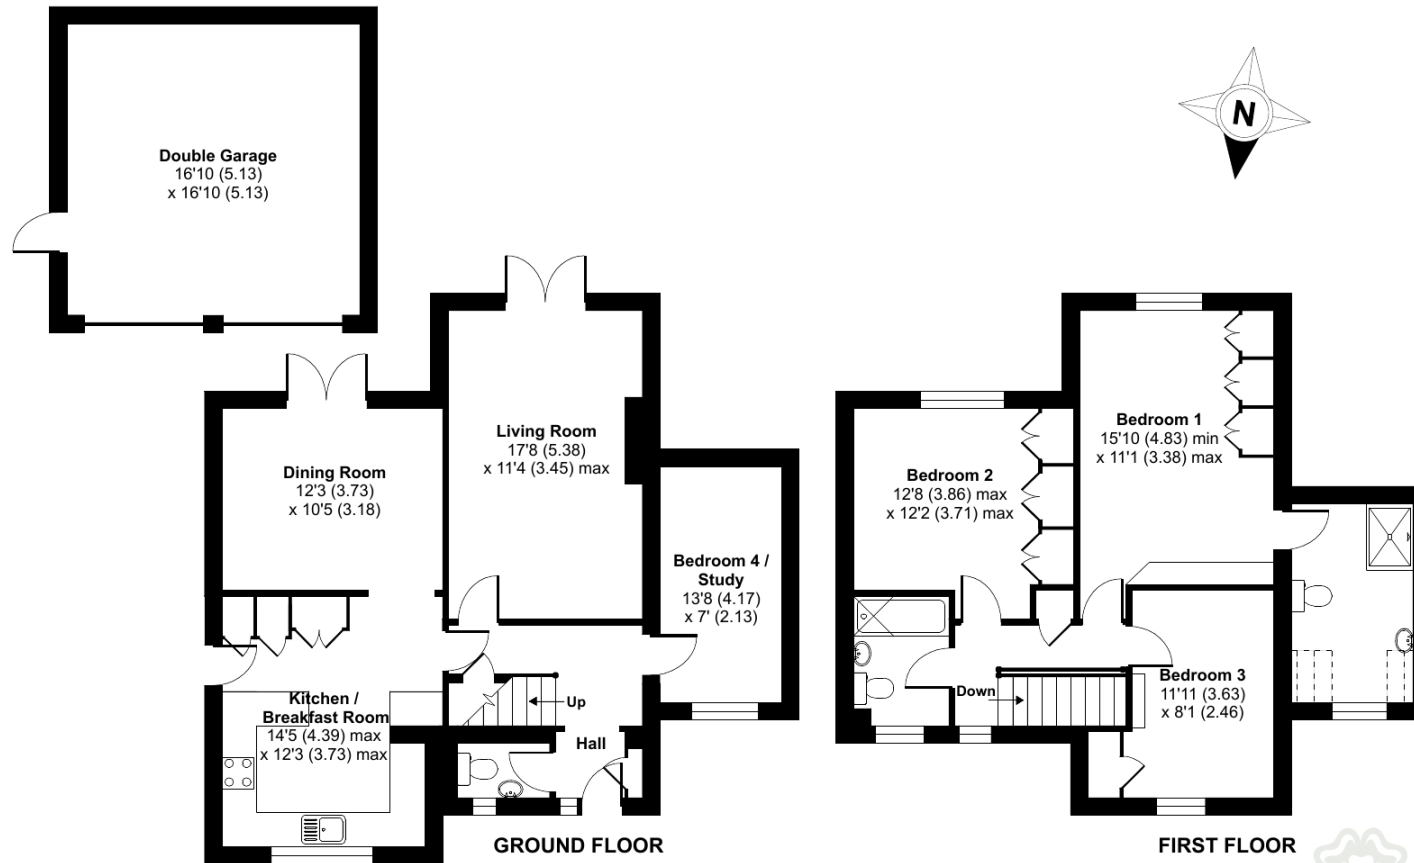 Double Garage
16'10 (5.13)
x 16'10 (5.13)
N
Living Room
17'8 (5.38)
x 11'4 (3.45) max
Dining Room
12'3 (3.73)
x 10'5 (3.18)
Bedroom 4 /
Study
13'8 (4.17)
x 7' (2.13)
Kitchen /
Breakfast Room
14'5 (4.39) max
x 12'3 (3.73) max
Up
Hall
GROUND FLOOR
Bedroom 1
15'10 (4.83) min
x 11'1 (3.38) max
Bedroom 2
12'8 (3.86) max
x 12'2 (3.71) max
Bedroom 3
11'11 (3.63)
x 8'1 (2.46)
Down
FIRST FLOOR